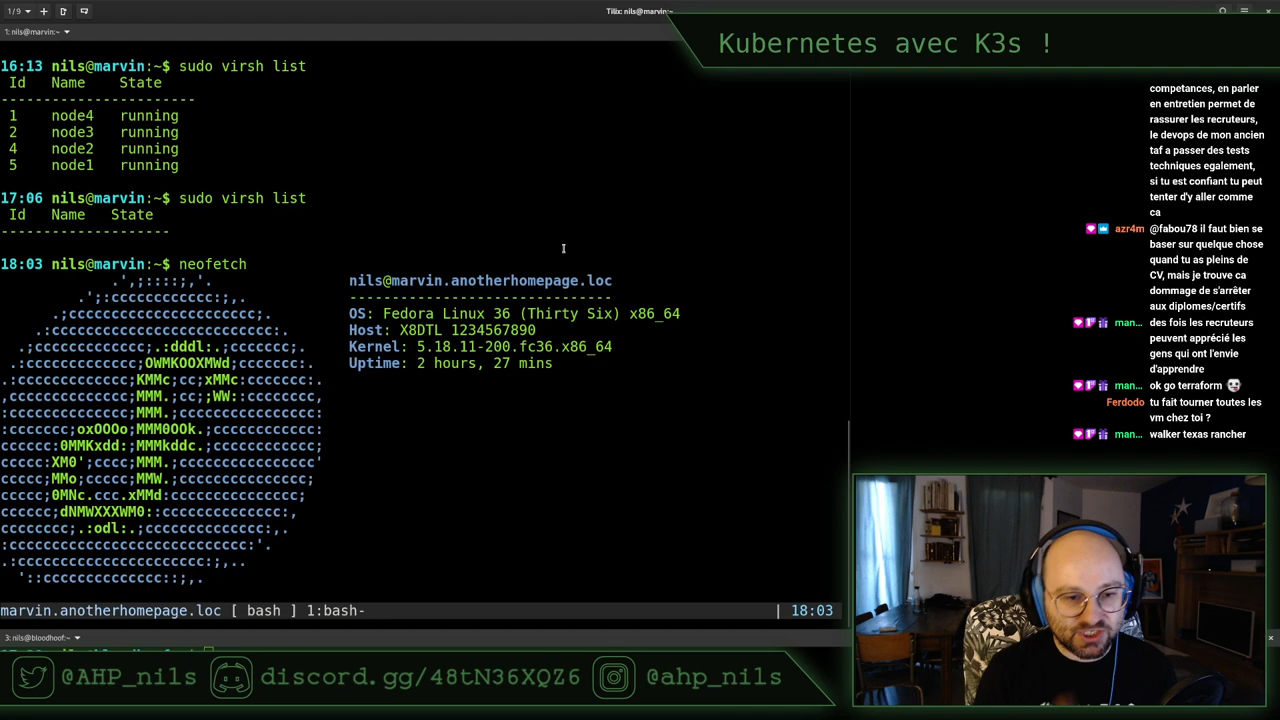 1/9
Tilix: nils@marvin:~
1: nils@marvin:~
Kubernetes avec K3s !
16:13 nils@marvin:~$ sudo virsh list
Id Name State
-----------------------
1 node4 running
2 node3 running
4 node2 running
5 node1 running
17:06 nils@marvin:~$ sudo virsh list
Id Name State
--------------------
18:03 nils@marvin:~$ neofetch
nils@marvin.anotherhomepage.loc
-------------------------------
OS: Fedora Linux 36 (Thirty Six) x86_64
Host: X8DTL 1234567890
Kernel: 5.18.11-200.fc36.x86_64
Uptime: 2 hours, 27 mins
marvin.anotherhomepage.loc [ bash ] 1:bash- | 18:03
3: nils@bloodhoof:~
@AHP_nils discord.gg/48tN36XQZ6 @ahp_nils
competances, en parler
en entretien permet de
rassurer les recruteurs,
le devops de mon ancien
taf a passer des tests
techniques egalement,
si tu est confiant tu peut
tenter d'y aller comme
ca
azr4m @fabou78 il faut bien se
baser sur quelque chose
quand tu as pleins de
CV, mais je trouve ca
dommage de s'arrêter
aux diplomes/certifs
man... des fois les recruteurs
peuvent apprécié les
gens qui ont l'envie
d'apprendre
man... ok go terraform
Ferdodo tu fait tourner toutes les
vm chez toi ?
man... walker texas rancher